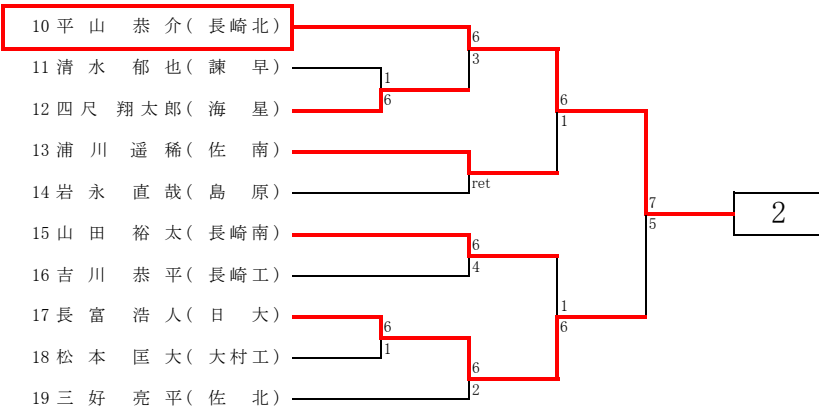 10 平 山 恭 介 ( 長崎北 )
6
3
11 清 水 郁 也 ( 諫 早 )
1
6
12 四 尺 翔太郎 ( 海 星 )
6
1
13 浦 川 遥 稀 ( 佐 南 )
ret
14 岩 永 直 哉 ( 島 原 )
7
5
2
15 山 田 裕 太 ( 長崎南 )
6
4
16 吉 川 恭 平 ( 長崎工 )
1
6
17 長 富 浩 人 ( 日 大 )
6
1
18 松 本 匡 大 ( 大村工 )
6
2
19 三 好 亮 平 ( 佐 北 )